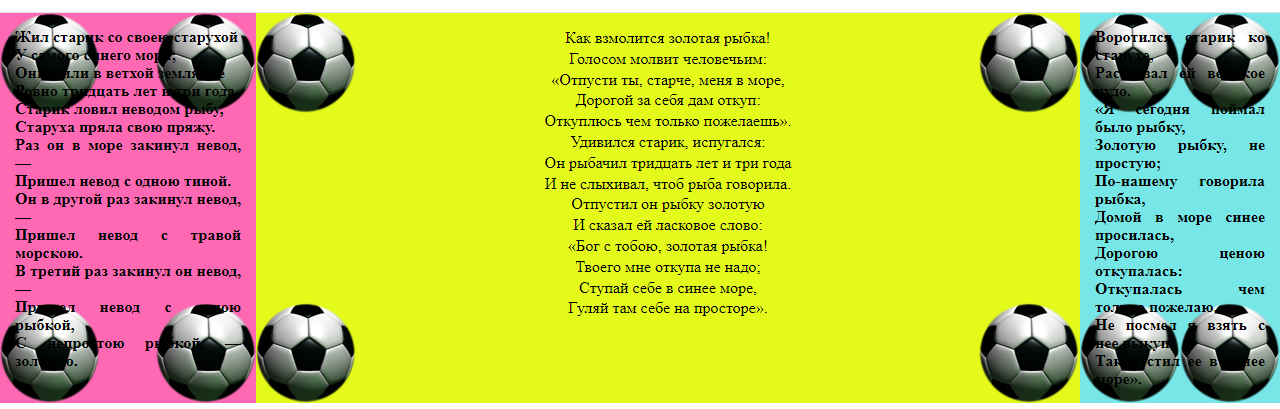 Жил старик со своею старухой
У самого синего моря;
Они жили в ветхой землянке
Ровно тридцать лет и три года.
Старик ловил неводом рыбу,
Старуха пряла свою пряжу.
Раз он в море закинул невод,
—
Пришел невод с одною тиной.
Он в другой раз закинул невод,
—
Пришел невод с травой
морскою.
В третий раз закинул он невод,
—
Пришел невод с одною
рыбкой,
С непростою рыбкой, —
золотою.
Как взмолится золотая рыбка!
Голосом молвит человечьим:
«Отпусти ты, старче, меня в море,
Дорогой за себя дам откуп:
Откуплюсь чем только пожелаешь».
Удивился старик, испугался:
Он рыбачил тридцать лет и три года
И не слыхивал, чтоб рыба говорила.
Отпустил он рыбку золотую
И сказал ей ласковое слово:
«Бог с тобою, золотая рыбка!
Твоего мне откупа не надо;
Ступай себе в синее море,
Гуляй там себе на просторе».
Воротился старик ко
старухе,
Рассказал ей великое
чудо.
«Я сегодня поймал
было рыбку,
Золотую рыбку, не
простую;
По-нашему говорила
рыбка,
Домой в море синее
просилась,
Дорогою ценою
откупалась:
Откупалась чем
только пожелаю.
Не посмел я взять с
нее выкуп;
Так пустил ее в синее
море».